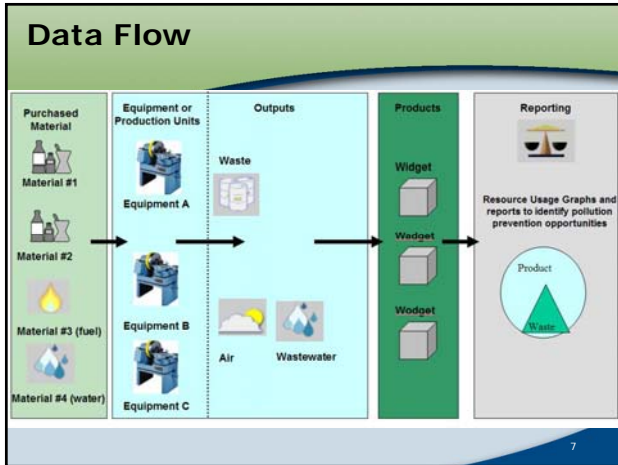 Data Flow
Purchased
Material
Material #1
Material #2
Material #3 (fuel)
Material #4 (water)
Equipment or
Production Units
Equipment A
Equipment B
Equipment C
Outputs
Waste
Air
Wastewater
Products
Widget
Wadget
Wodget
Reporting
Resource Usage Graphs and
reports to identify pollution
prevention opportunities
Product
Waste
7